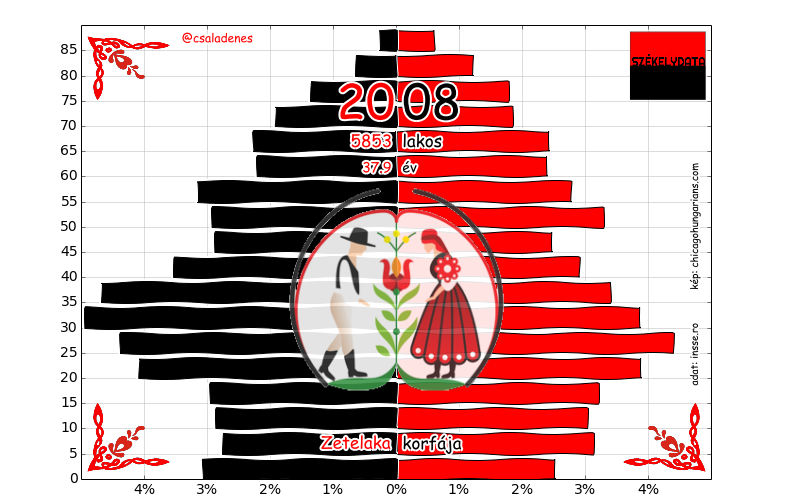 @csaladenes
SZÉKELYDATA
2008
5853 lakos
37.9 év
kép: chicagohungarians.com
adat: insse.ro
Zetelaka korfája
85
80
75
70
65
60
55
50
45
40
35
30
25
20
15
10
5
0
4% 3% 2% 1% 0% 1% 2% 3% 4%